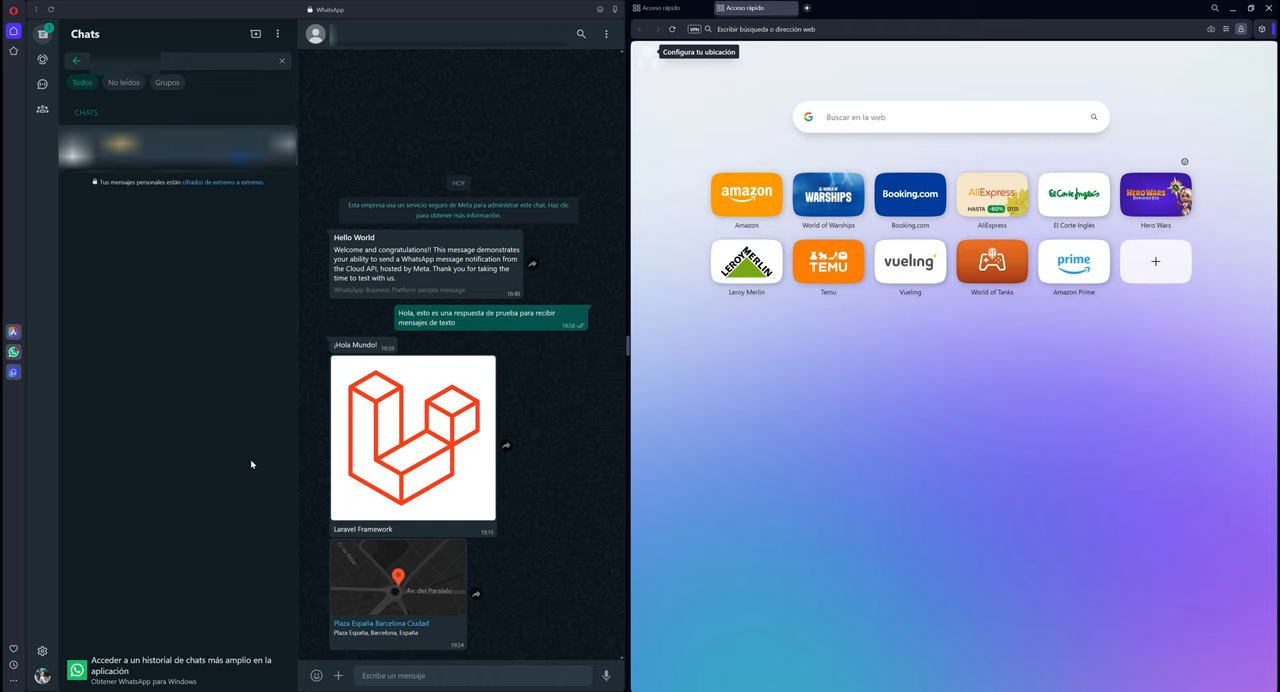 WhatsApp
Chats
Todos
No leídos
Grupos
CHATS
Tus mensajes personales están cifrados de extremo a extremo.
Acceder a un historial de chats más amplio en la
aplicación
Obtener WhatsApp para Windows
HOY
Esta empresa usa un servicio seguro de Meta para administrar este chat. Haz clic
para obtener más información.
Hello World
Welcome and congratulations!! This message demonstrates
your ability to send a WhatsApp message notification from
the Cloud API, hosted by Meta. Thank you for taking the
time to test with us.
WhatsApp Business Platform sample message
18:40
Hola, esto es una respuesta de prueba para recibir
mensajes de texto
18:58
¡Hola Mundo!
18:59
Laravel Framework
19:15
Av. del Paralelo
Plaza España Barcelona Ciudad
Plaza España, Barcelona, España
19:24
Escribe un mensaje
Acceso rápido
Acceso rápido
VPN
Escribir búsqueda o dirección web
Configura tu ubicación
Buscar en la web
amazon
WORLD OF
WARSHIPS
Booking.com
AliExpress
HASTA -60% DTO.
El Corte Inglés
HERO WARS
Amazon
World of Warships
Booking.com
AliExpress
El Corte Inglés
Hero Wars
LEROY MERLIN
TEMU
vueling
prime
Leroy Merlin
Temu
Vueling
World of Tanks
Amazon Prime